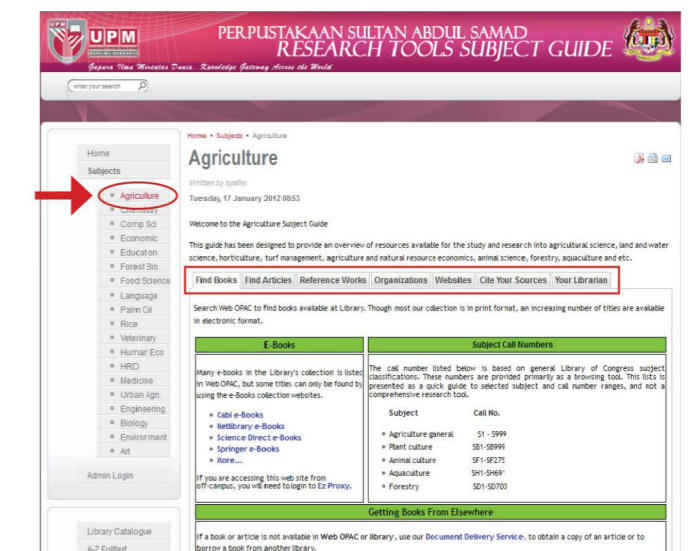 UPM
UPM
PERPUSTAKAAN SULTAN ABDUL SAMAD
RESEARCH TOOLS SUBJECT GUIDE
Gapura Ilmu Merentas Dunia...Knowledge Gateway Across the World
enter your search
Home • Subjects • Agriculture
Home
Subjects
Agriculture
Chemistry
Comp Sci
Economic
Educaton
Forest Bio.
Food Science
Language
Palm Oil
Rice
Veterinary
Human Eco
HRD
Medicine
Urban Agri.
Engineering
Biology
Environment
Art
Admin Login
Library Catalogue
A-Z Fulltext
Agriculture
Written by syafini
Tuesday, 17 January 2012 08:53
Welcome to the Agriculture Subject Guide
This guide has been designed to provide an overview of resources available for the study and research into agricultural science, land and water
science, horticulture, turf management, agriculture and natural resource economics, animal science, forestry, aquaculture and etc.
Find Books Find Articles Reference Works Organizations Websites Cite Your Sources Your Librarian
Search Web OPAC to find books available at Library. Though most our collection is in print format, an increasing number of titles are available
in electronic format.
E-Books
Many e-books in the Library's collection is listed
in Web OPAC, but some titles can only be found by
using the e-Books collection websites.
• Cabi e-Books
• Netlibrary e-Books
• Science Direct e-Books
• Springer e-Books
• More...
If you are accessing this web site from
off-campus, you will need to login to Ez Proxy.
Subject Call Numbers
The call number listed below is based on general Library of Congress subject
classifications. These numbers are provided primarily as a browsing tool. This lists is
presented as a quick guide to selected subject and call number ranges, and not a
comprehensive research tool.
Subject Call No.
• Agriculture general S1 - S999
• Plant culture SB1-SB999
• Animal culture SF1-SF275
• Aquaculture SH1-SH691
• Forestry SD1-SD703
Getting Books From Elsewhere
If a book or article is not available in Web OPAC or library, use our Document Delivery Service, to obtain a copy of an article or to
borrow a book from another library.